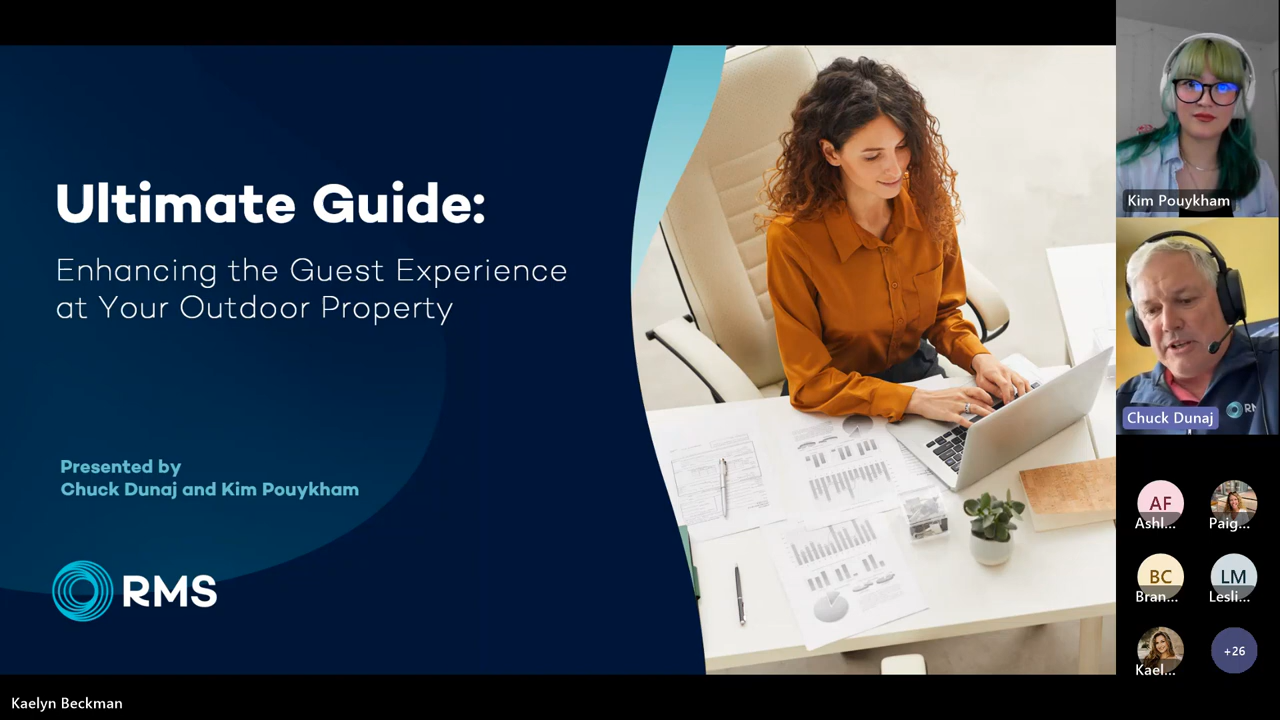 Ultimate Guide:
Enhancing the Guest Experience
at Your Outdoor Property
Presented by
Chuck Dunaj and Kim Pouykham
RMS
Kaelyn Beckman
Kim Pouykham
Chuck Dunaj
AF
Ashl...
Paig...
BC
Bran...
LM
Lesli...
Kael...
+26